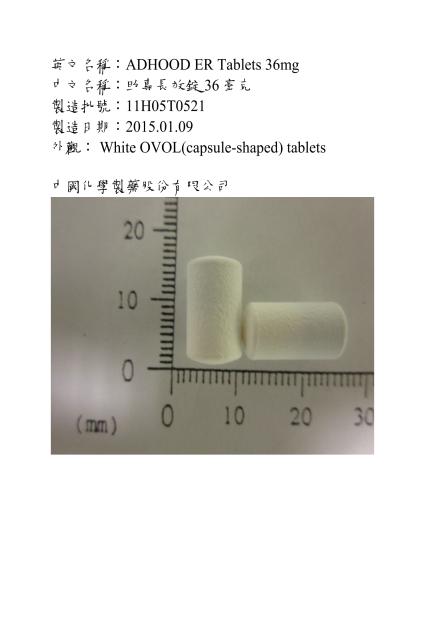 英文名稱：ADHOOD ER Tablets 36mg
中文名稱：長放錠36 毫克
製造批號：11H05T0521
製造日期：2015.01.09
外觀： White OVOL(capsule-shaped) tablets
中國化學製藥股份有限公司
20
10
0
(mm) 0 10 20 30